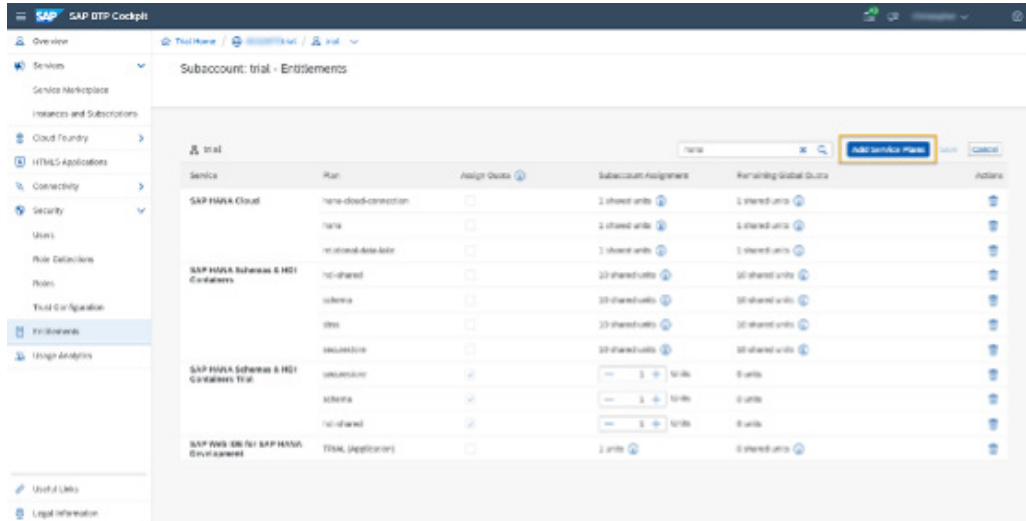 SAP SAP BTP Cockpit
Overview
Trial Home / trial / trial
Services
Subaccount: trial - Entitlements
Service Marketplace
Instances and Subscriptions
Cloud Foundry
trial
hana
Add Service Plans
Save
Cancel
HTML5 Applications
Service Plan Assign Quota Subaccount Assignment Remaining Global Quota Actions
Connectivity
SAP HANA Cloud hana-cloud-connection 1 shared units 1 shared units
Security
hana 1 shared units 1 shared units
Users
relational-data-lake 1 shared units 1 shared units
Role Collections
SAP HANA Schemas & HDI Containers hdi-shared 10 shared units 10 shared units
Roles
schema 10 shared units 10 shared units
Trust Configuration
sbss 10 shared units 10 shared units
Entitlements
securestore 10 shared units 10 shared units
Usage Analytics
SAP HANA Schemas & HDI Containers Trial securestore 1 Units 0 units
schema 1 Units 0 units
hdi-shared 1 Units 0 units
SAP Web IDE for SAP HANA Development TRIAL (Application) 1 units 0 shared units
Useful Links
Legal Information